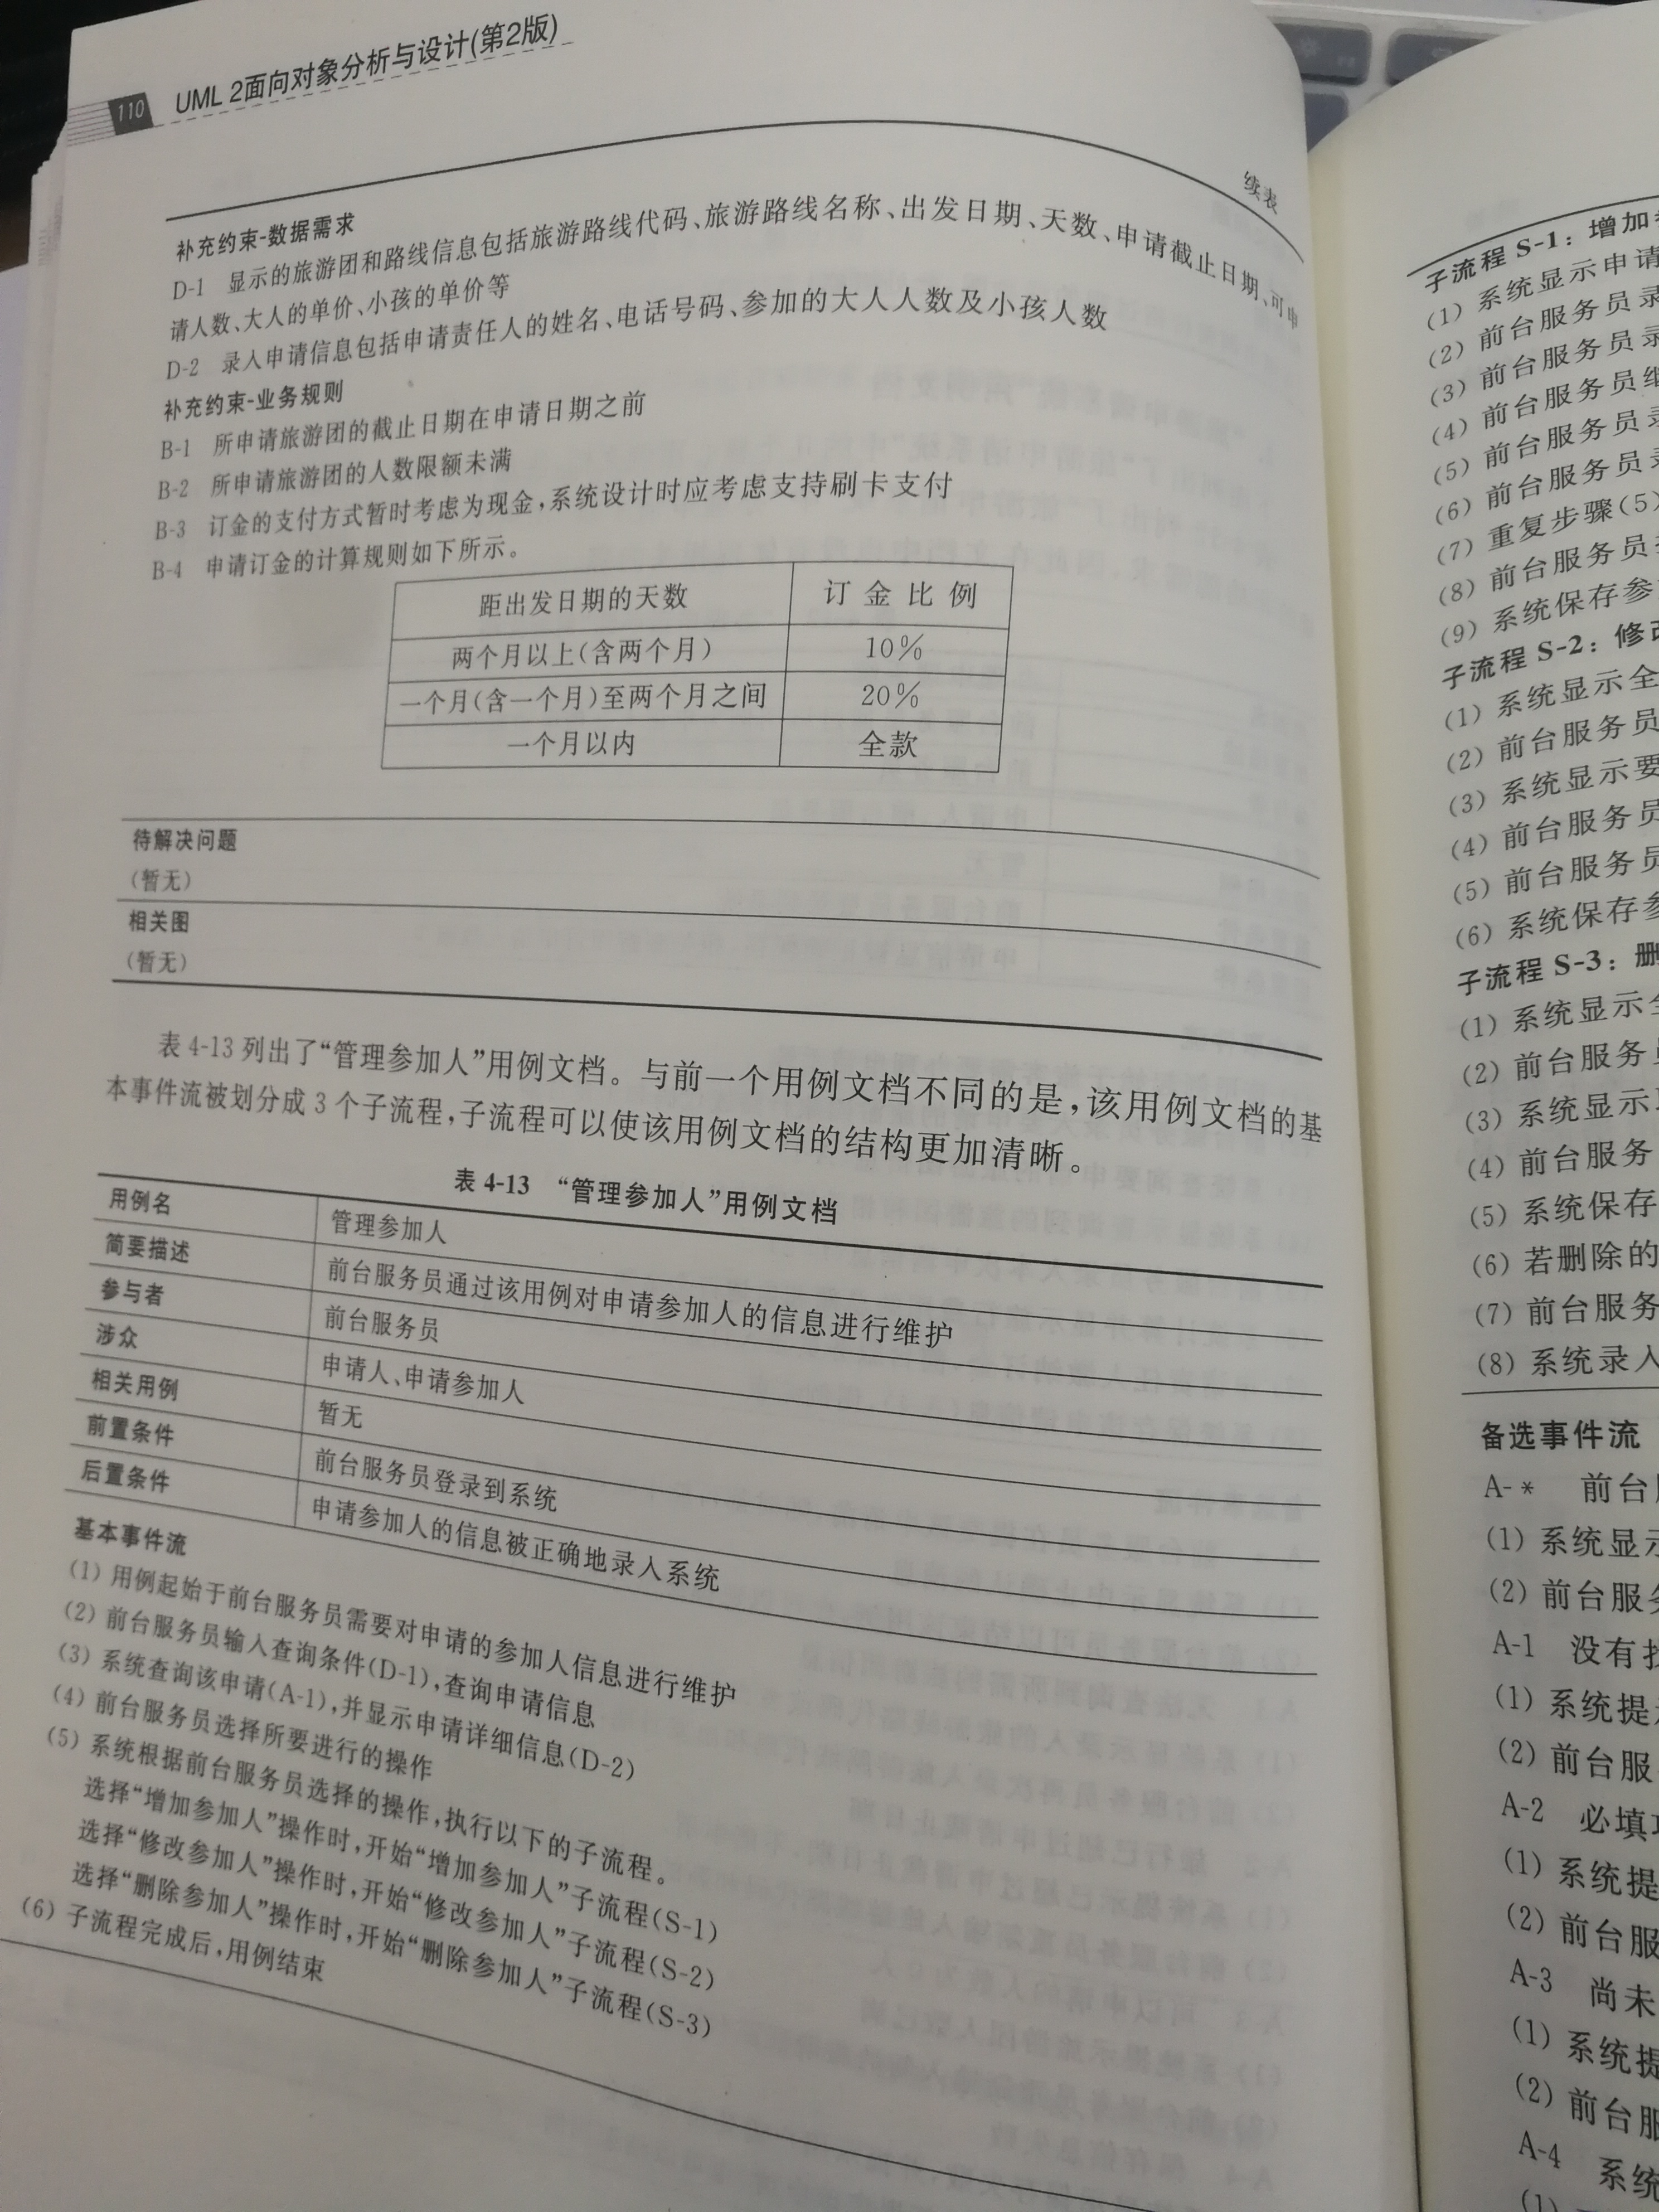 110 UML 2面向对象分析与设计(第2版)
续表
补充约束-数据需求
D-1 显示的旅游团和路线信息包括旅游路线代码、旅游路线名称、出发日期、天数、申请截止日期、可申
请人数、大人的单价、小孩的单价等
D-2 录入申请信息包括申请责任人的姓名、电话号码、参加的大人人数及小孩人数
补充约束-业务规则
B-1 所申请旅游团的截止日期在申请日期之前
B-2 所申请旅游团的人数限额未满
B-3 订金的支付方式暂时考虑为现金,系统设计时应考虑支持刷卡支付
B-4 申请订金的计算规则如下所示。
距出发日期的天数 订金比例
两个月以上(含两个月) 10%
一个月(含一个月)至两个月之间 20%
一个月以内 全款
待解决问题
(暂无)
相关图
(暂无)
表 4-13 列出了“管理参加人”用例文档。与前一个用例文档不同的是,该用例文档的基
本事件流被划分成 3 个子流程,子流程可以使该用例文档的结构更加清晰。
表 4-13 “管理参加人”用例文档
用例名 管理参加人
简要描述 前台服务员通过该用例对申请参加人的信息进行维护
参与者 前台服务员
涉众 申请人、申请参加人
相关用例 暂无
前置条件 前台服务员登录到系统
后置条件 申请参加人的信息被正确地录入系统
基本事件流
(1) 用例起始于前台服务员需要对申请的参加人信息进行维护
(2) 前台服务员输入查询条件(D-1),查询申请信息
(3) 系统查询该申请(A-1),并显示申请详细信息(D-2)
(4) 前台服务员选择所要进行的操作
(5) 系统根据前台服务员选择的操作,执行以下的子流程。
选择“增加参加人”操作时,开始“增加参加人”子流程(S-1)
选择“修改参加人”操作时,开始“修改参加人”子流程(S-2)
选择“删除参加人”操作时,开始“删除参加人”子流程(S-3)
(6) 子流程完成后,用例结束
子流程 S-1：增加
(1) 系统显示申请
(2) 前台服务员录
(3) 前台服务员录
(4) 前台服务员继
(5) 前台服务员录
(6) 前台服务员录
(7) 重复步骤(5)
(8) 前台服务员
(9) 系统保存参
子流程 S-2：修改
(1) 系统显示全
(2) 前台服务员
(3) 系统显示要
(4) 前台服务员
(5) 前台服务员
(6) 系统保存参
子流程 S-3：删
(1) 系统显示全
(2) 前台服务员
(3) 系统显示
(4) 前台服务
(5) 系统保存
(6) 若删除的
(7) 前台服务
(8) 系统录入
备选事件流
A-* 前台
(1) 系统显示
(2) 前台服务
A-1 没有找
(1) 系统提示
(2) 前台服
A-2 必填项
(1) 系统提
(2) 前台服
A-3 尚未
(1) 系统提
(2) 前台服
A-4 系统
(1)